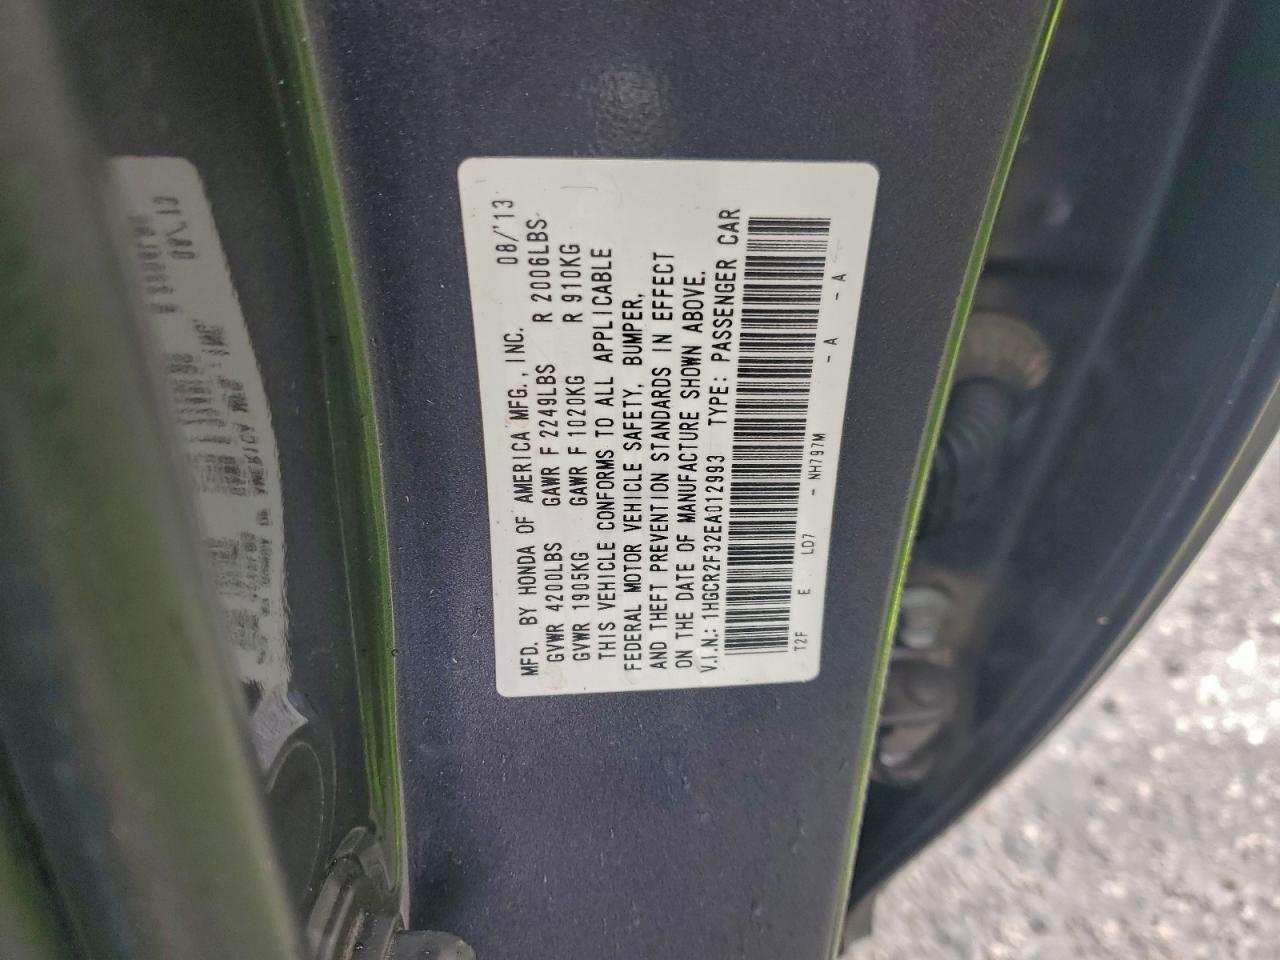 MFD. BY HONDA OF AMERICA MFG., INC. 08/'13
GVWR 4200LBS GAWR F 2249LBS R 2006LBS
GVWR 1905KG GAWR F 1020KG R 910KG
THIS VEHICLE CONFORMS TO ALL APPLICABLE
FEDERAL MOTOR VEHICLE SAFETY, BUMPER,
AND THEFT PREVENTION STANDARDS IN EFFECT
ON THE DATE OF MANUFACTURE SHOWN ABOVE.
V.I.N.: 1HGCR2F32EA012993 TYPE: PASSENGER CAR
T2F E LD7 - NH797M - A - A